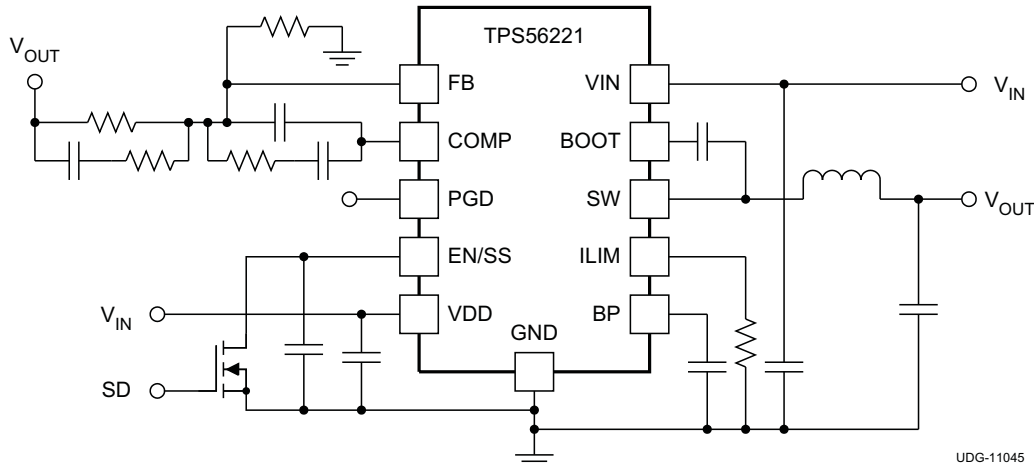 TPS56221
V_OUT
FB
VIN
V_IN
COMP
BOOT
PGD
SW
V_OUT
EN/SS
ILIM
V_IN
VDD
BP
GND
SD
UDG-11045